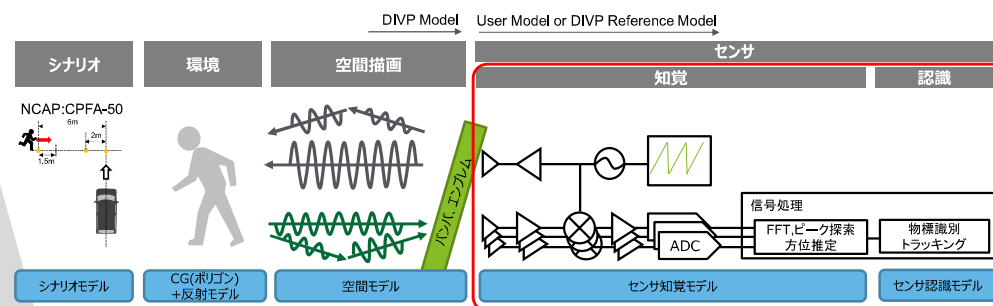 DIVP Model
User Model or DIVP Reference Model
センサ
シナリオ
環境
空間描画
知覚
認識
NCAP:CPFA-50
6m
2m
1.5m
バンパ、エンブレム
信号処理
ADC
FFT,ピーク探索
方位推定
物標識別
トラッキング
シナリオモデル
CG(ポリゴン)
+反射モデル
空間モデル
センサ知覚モデル
センサ認識モデル